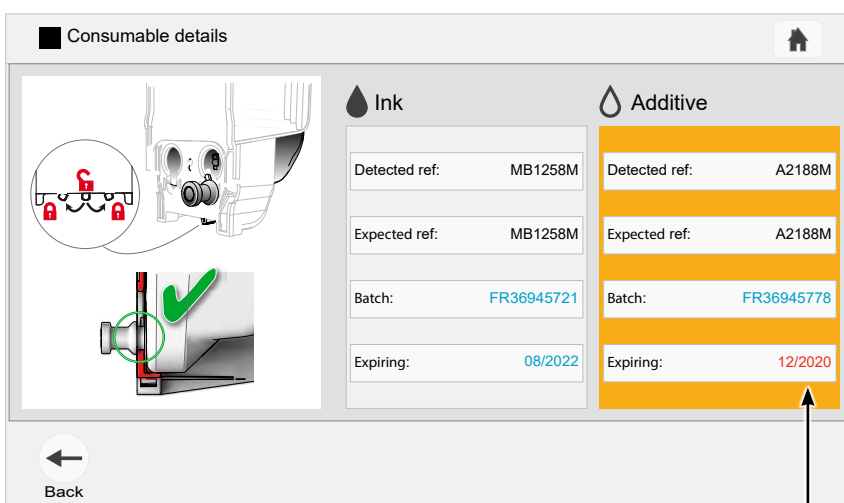 Consumable details
Ink
Detected ref: MB1258M
Expected ref: MB1258M
Batch: FR36945721
Expiring: 08/2022
Additive
Detected ref: A2188M
Expected ref: A2188M
Batch: FR36945778
Expiring: 12/2020
Back